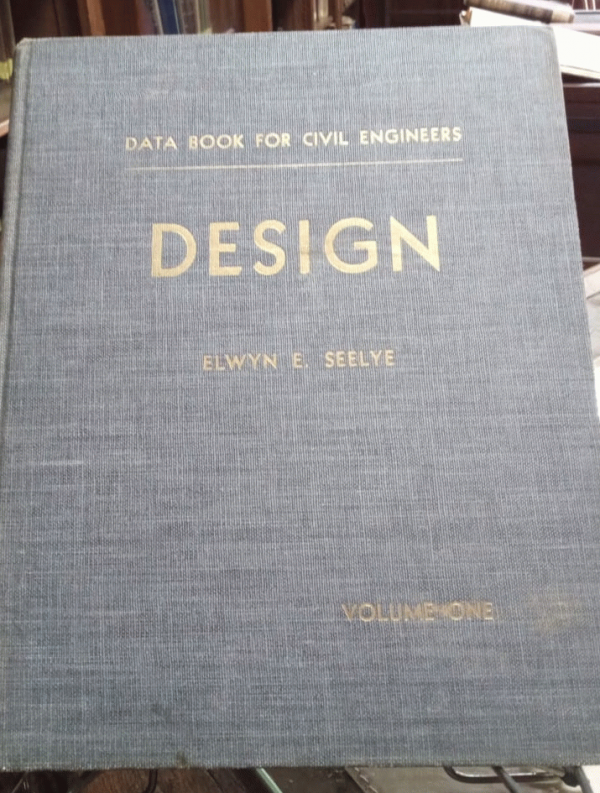 DATA BOOK FOR CIVIL ENGINEERS
DESIGN
ELWYN E. SEELYE
VOLUME ONE